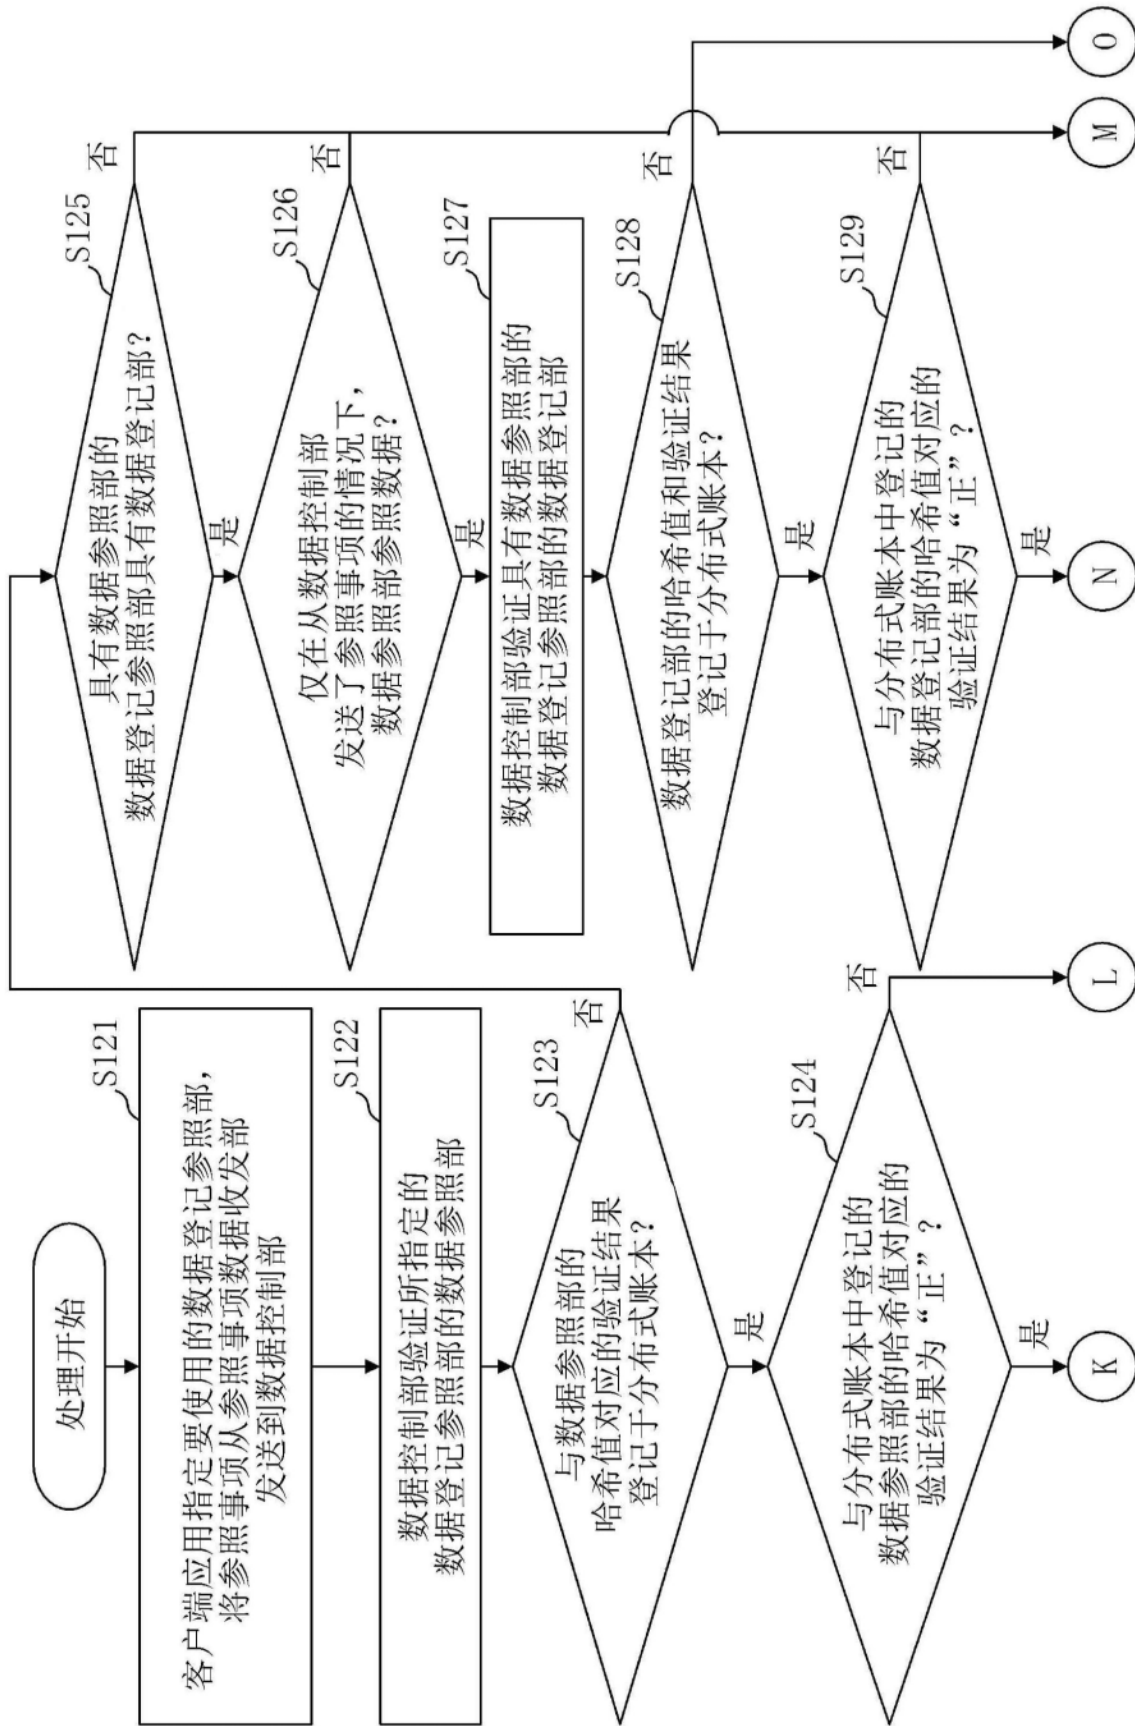 处理开始
S121
客户端应用指定要使用的数据登记参照部，
将参照事项从参照事项数据收发部
发送到数据控制部
S122
数据控制部验证所指定的
数据登记参照部的数据参照部
S123
与数据参照部的
哈希值对应的验证结果
登记于分布式账本？
否
是
S124
与分布式账本中登记的
数据参照部的哈希值对应的
验证结果为“正”？
否
是
K
L
S125
具有数据参照部的
数据登记参照部具有数据登记部？
否
是
S126
仅在从数据控制部
发送了参照事项的情况下，
数据参照部参照数据？
否
是
S127
数据控制部验证具有数据参照部的
数据登记参照部的数据登记部
S128
数据登记部的哈希值和验证结果
登记于分布式账本？
否
是
S129
与分布式账本中登记的
数据登记部的哈希值对应的
验证结果为“正”？
否
是
N
M
O